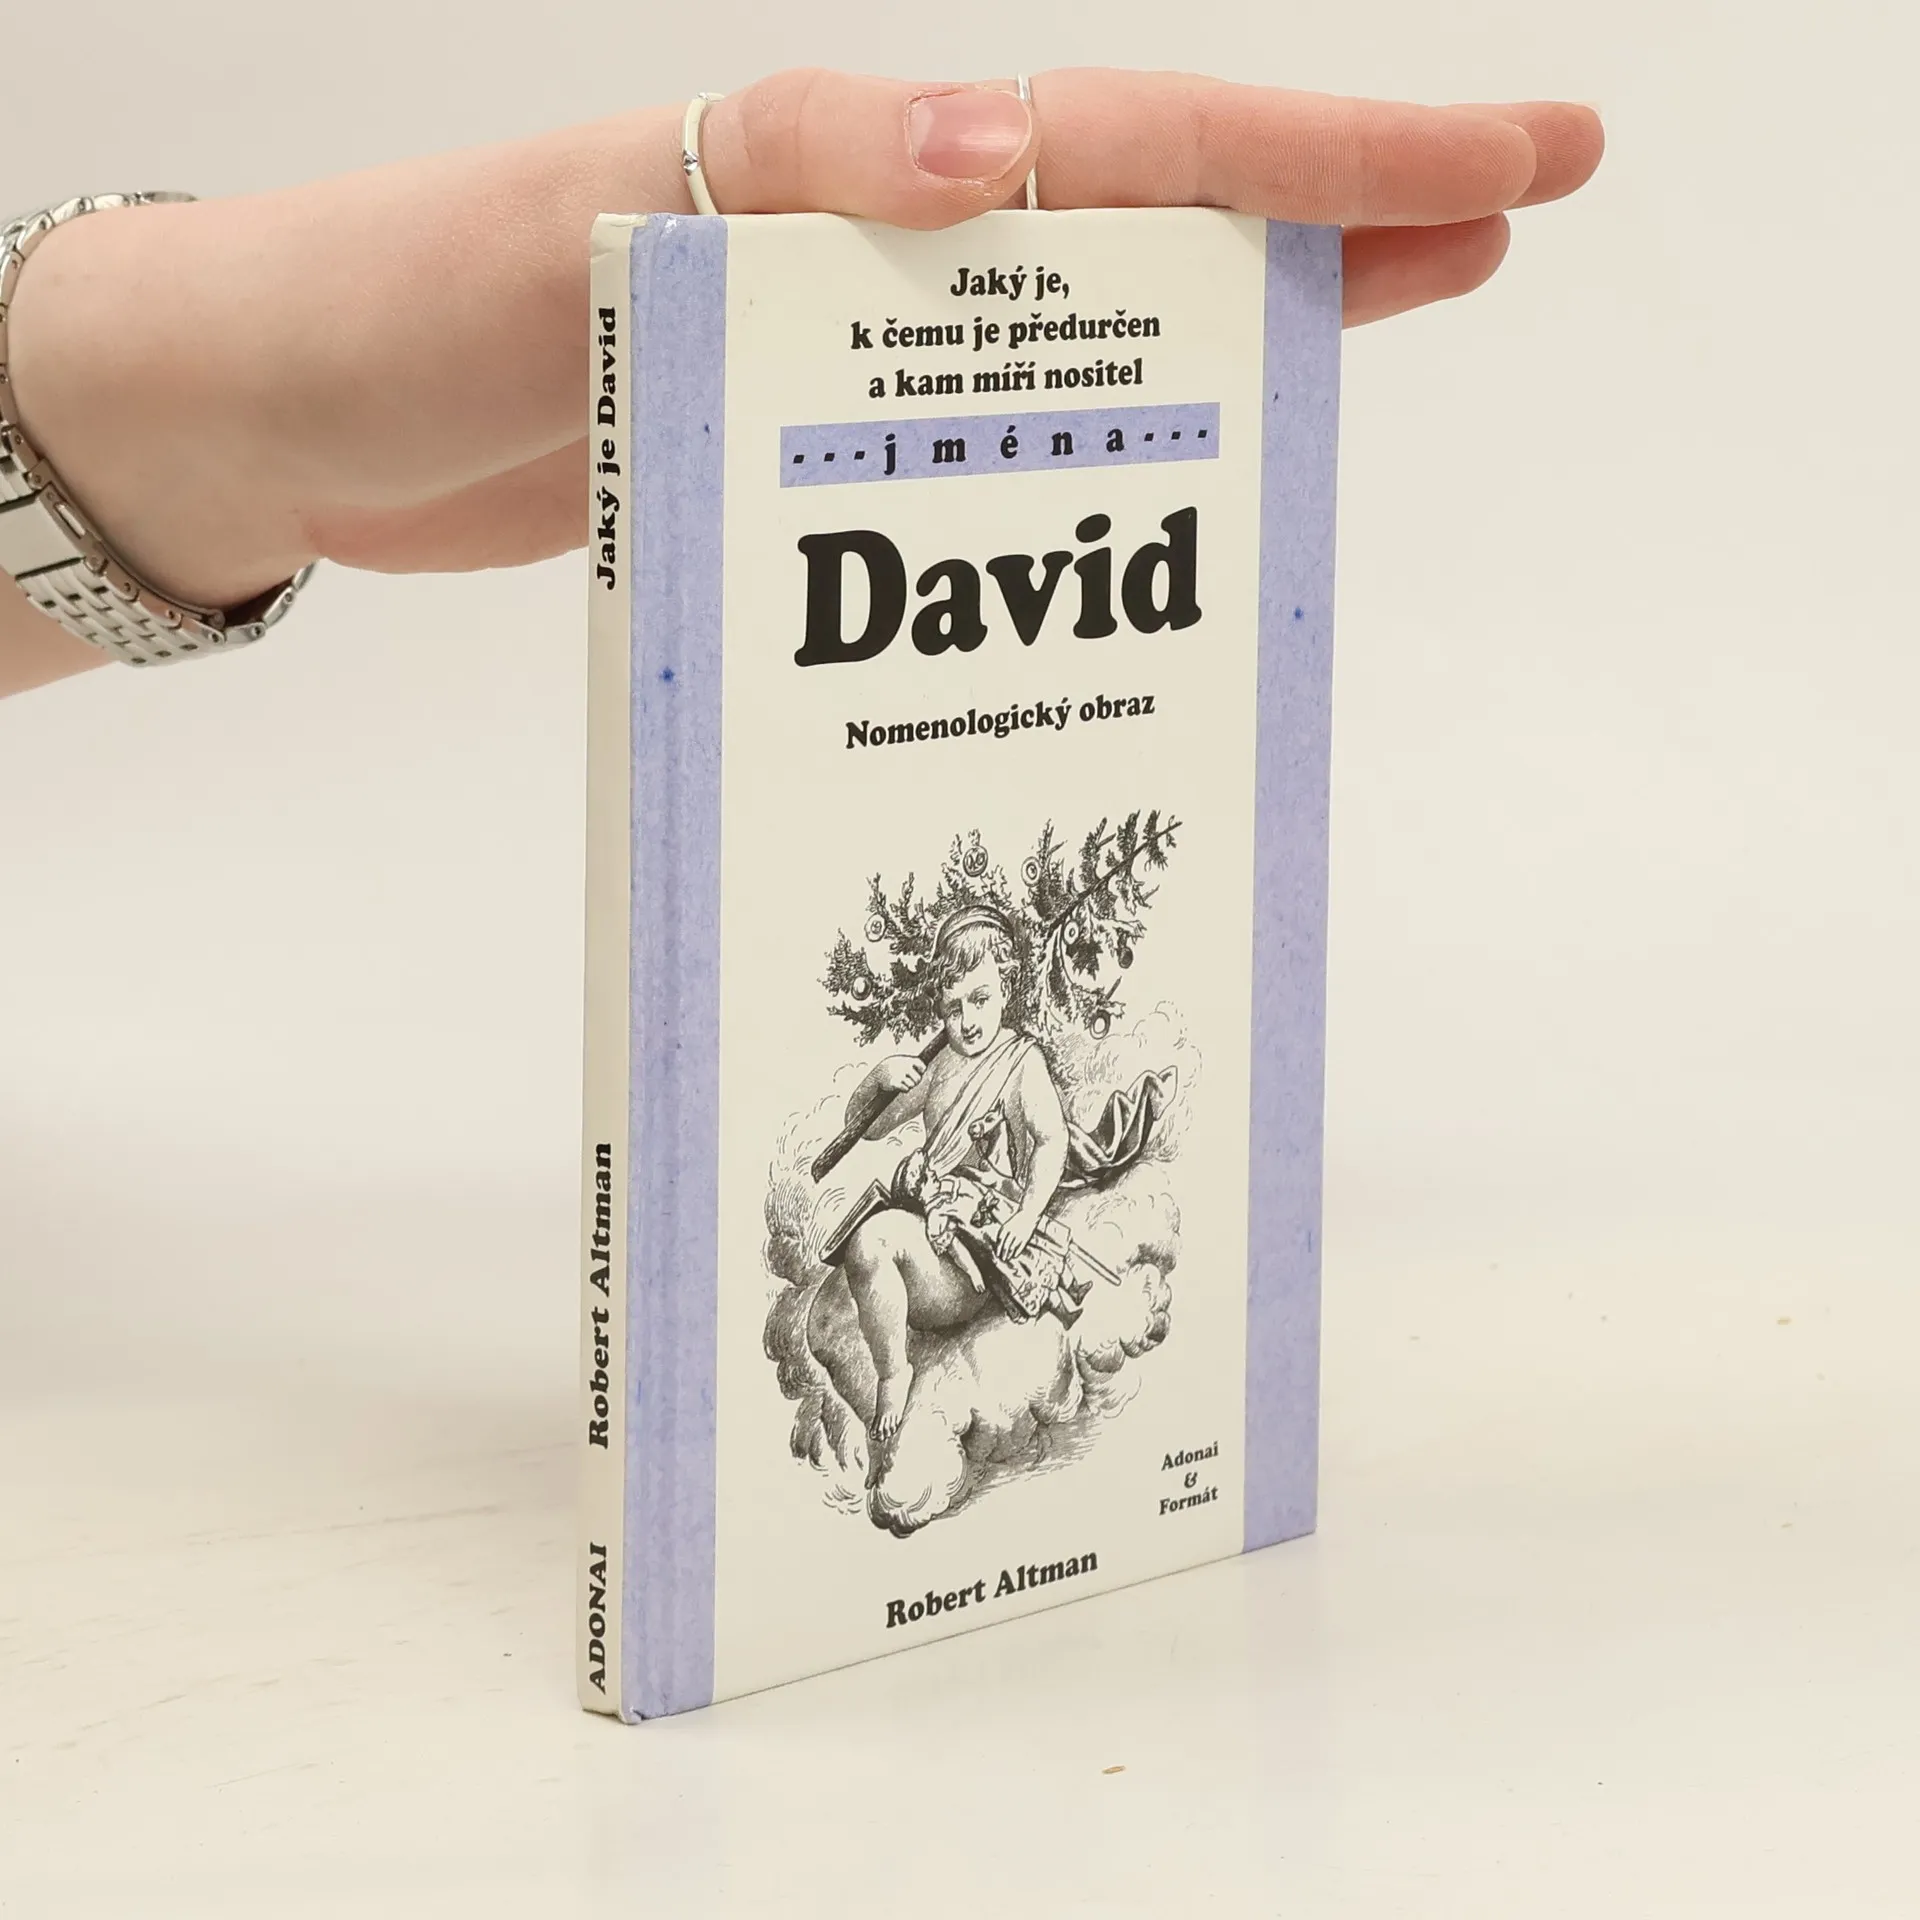 Jaký je,
k čemu je předurčen
a kam míří nositel
···jména···
David
Nomenologický obraz
Adonai
&
Formát
Robert Altman
Jaký je David
Robert Altman
ADONAI